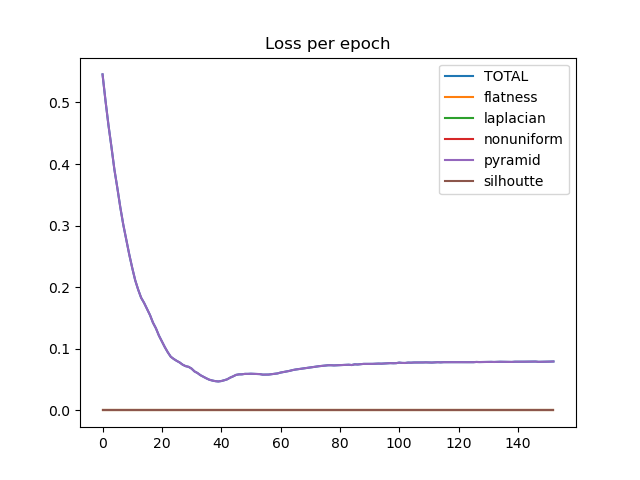 Loss per epoch
TOTAL
flatness
laplacian
nonuniform
pyramid
silhoutte
0.5
0.4
0.3
0.2
0.1
0.0
0 20 40 60 80 100 120 140